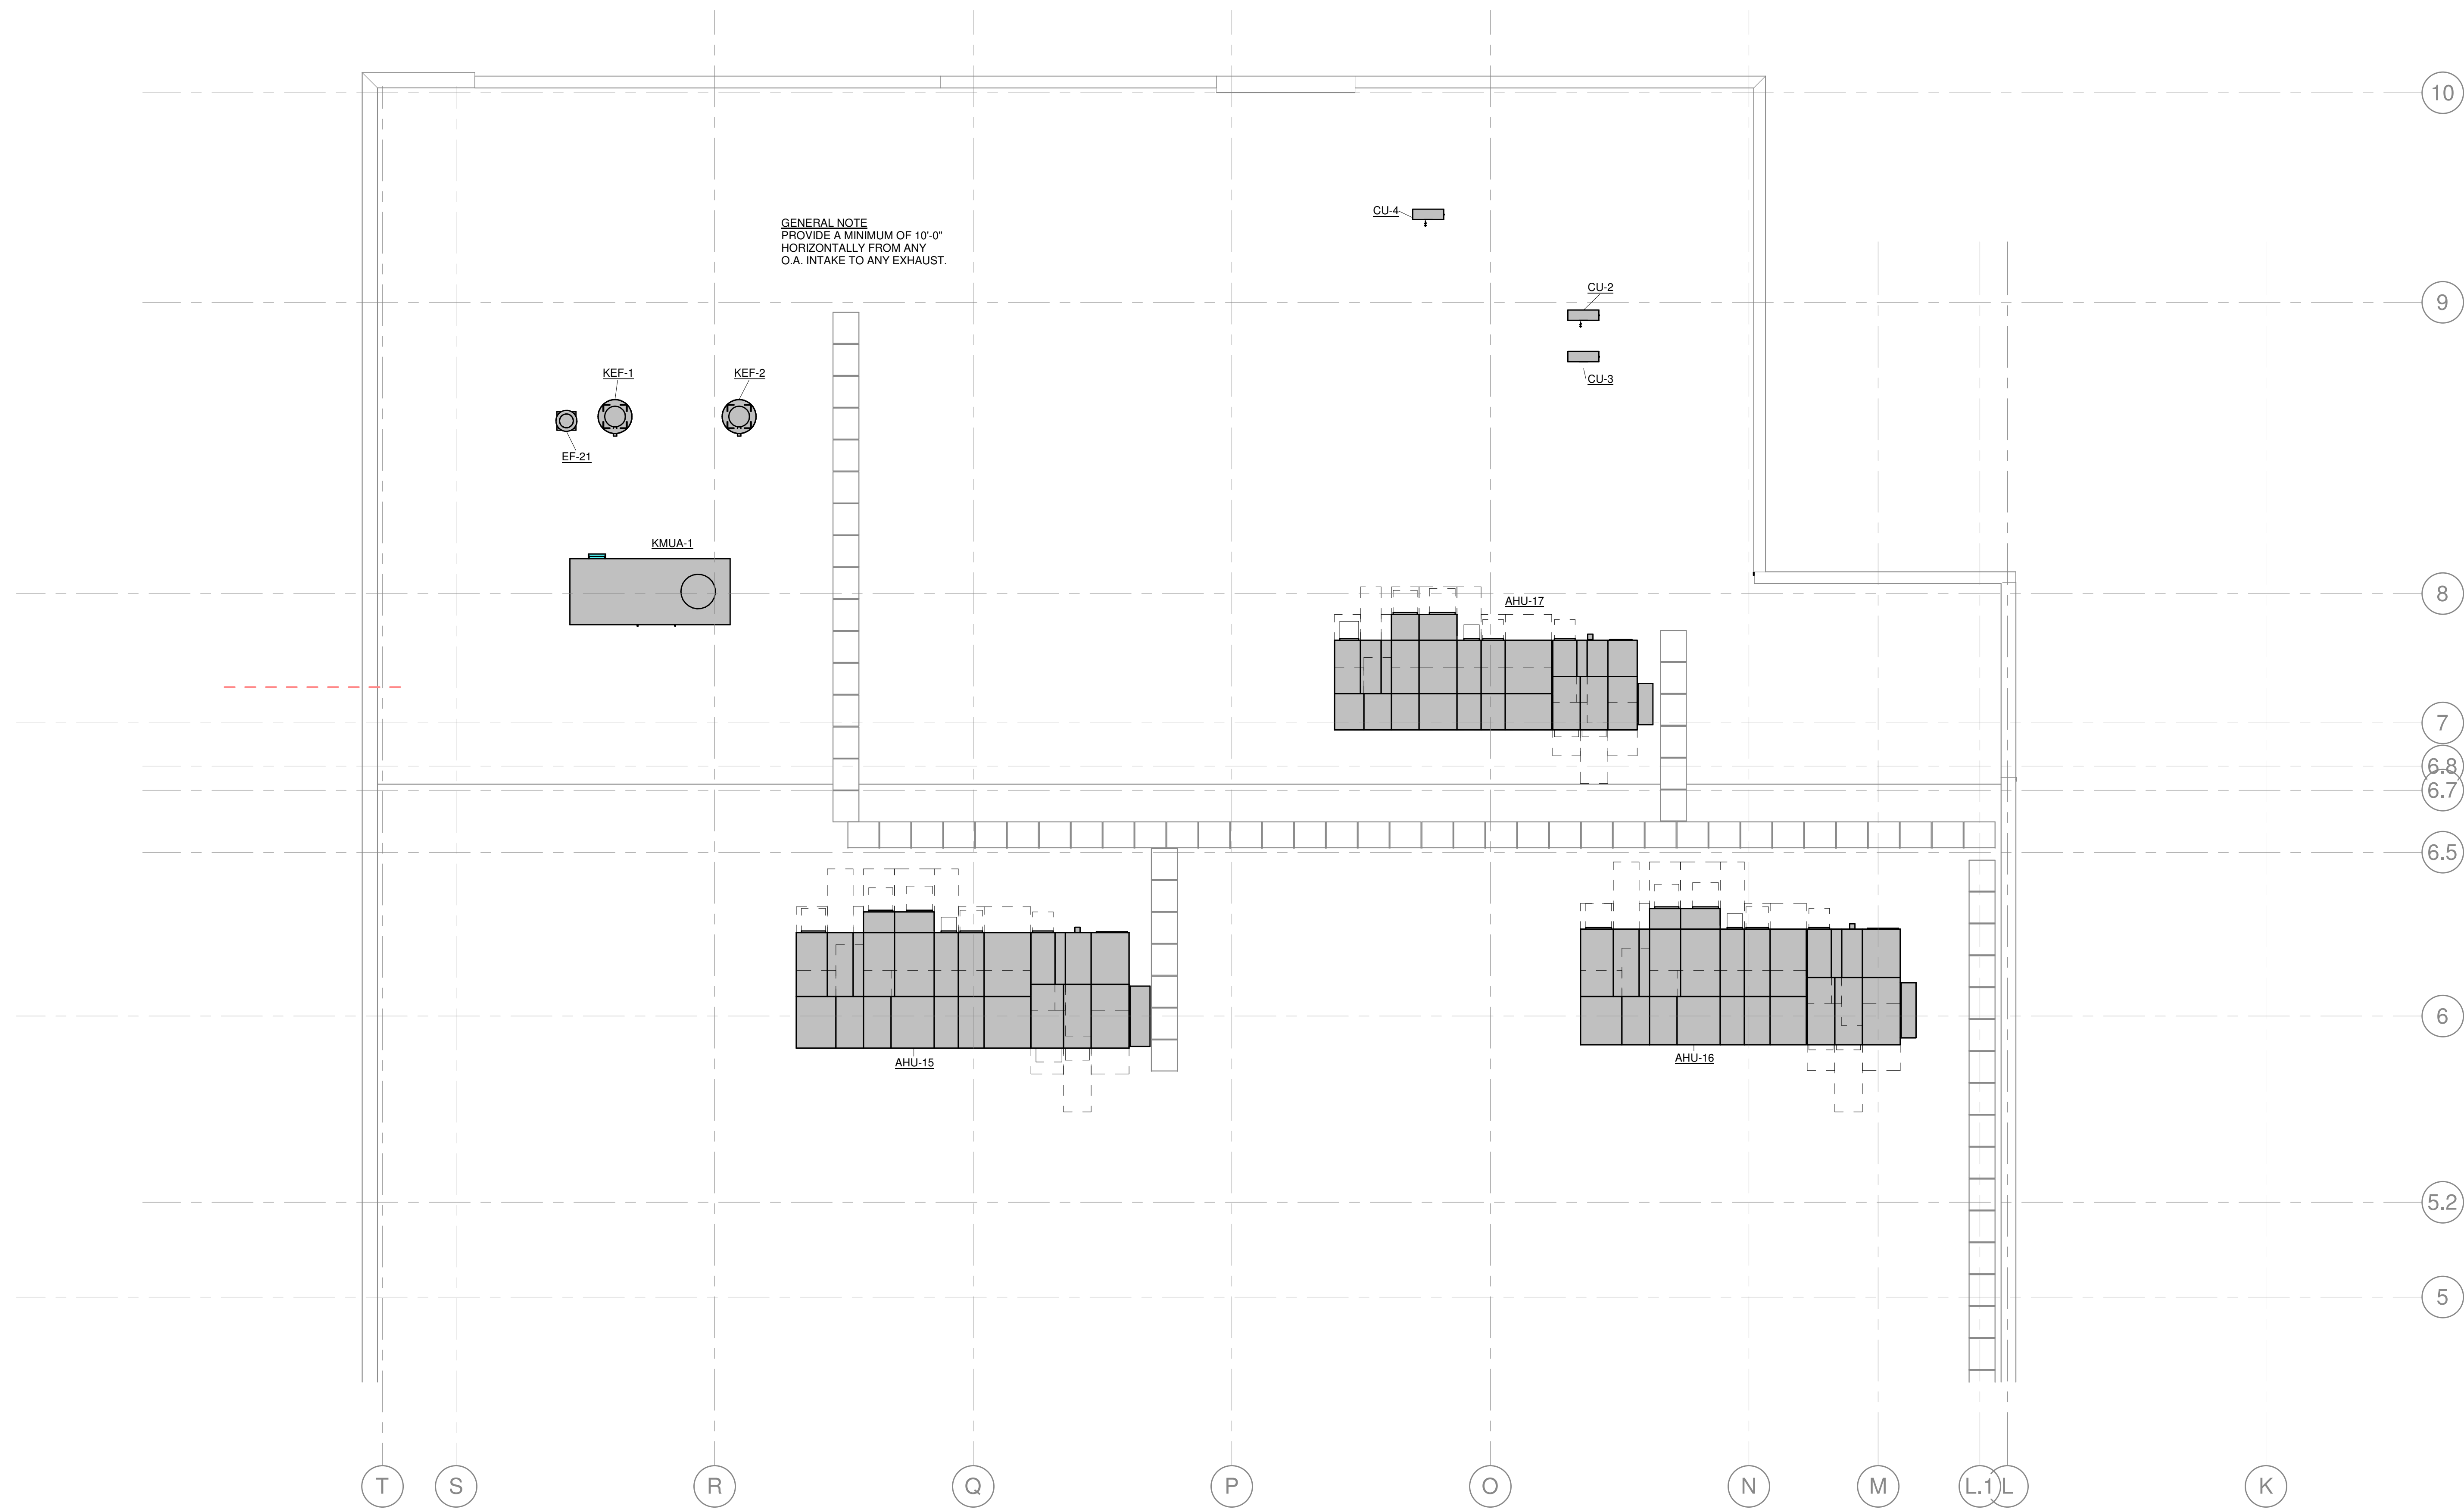 10
GENERAL NOTE
PROVIDE A MINIMUM OF 10'-0"
HORIZONTALLY FROM ANY
O.A. INTAKE TO ANY EXHAUST.
CU-4
CU-2
9
CU-3
KEF-1
KEF-2
EF-21
KMUA-1
8
AHU-17
7
6.8
6.7
6.5
6
AHU-15
AHU-16
5.2
5
T
S
R
Q
P
O
N
M
L.1
L
K